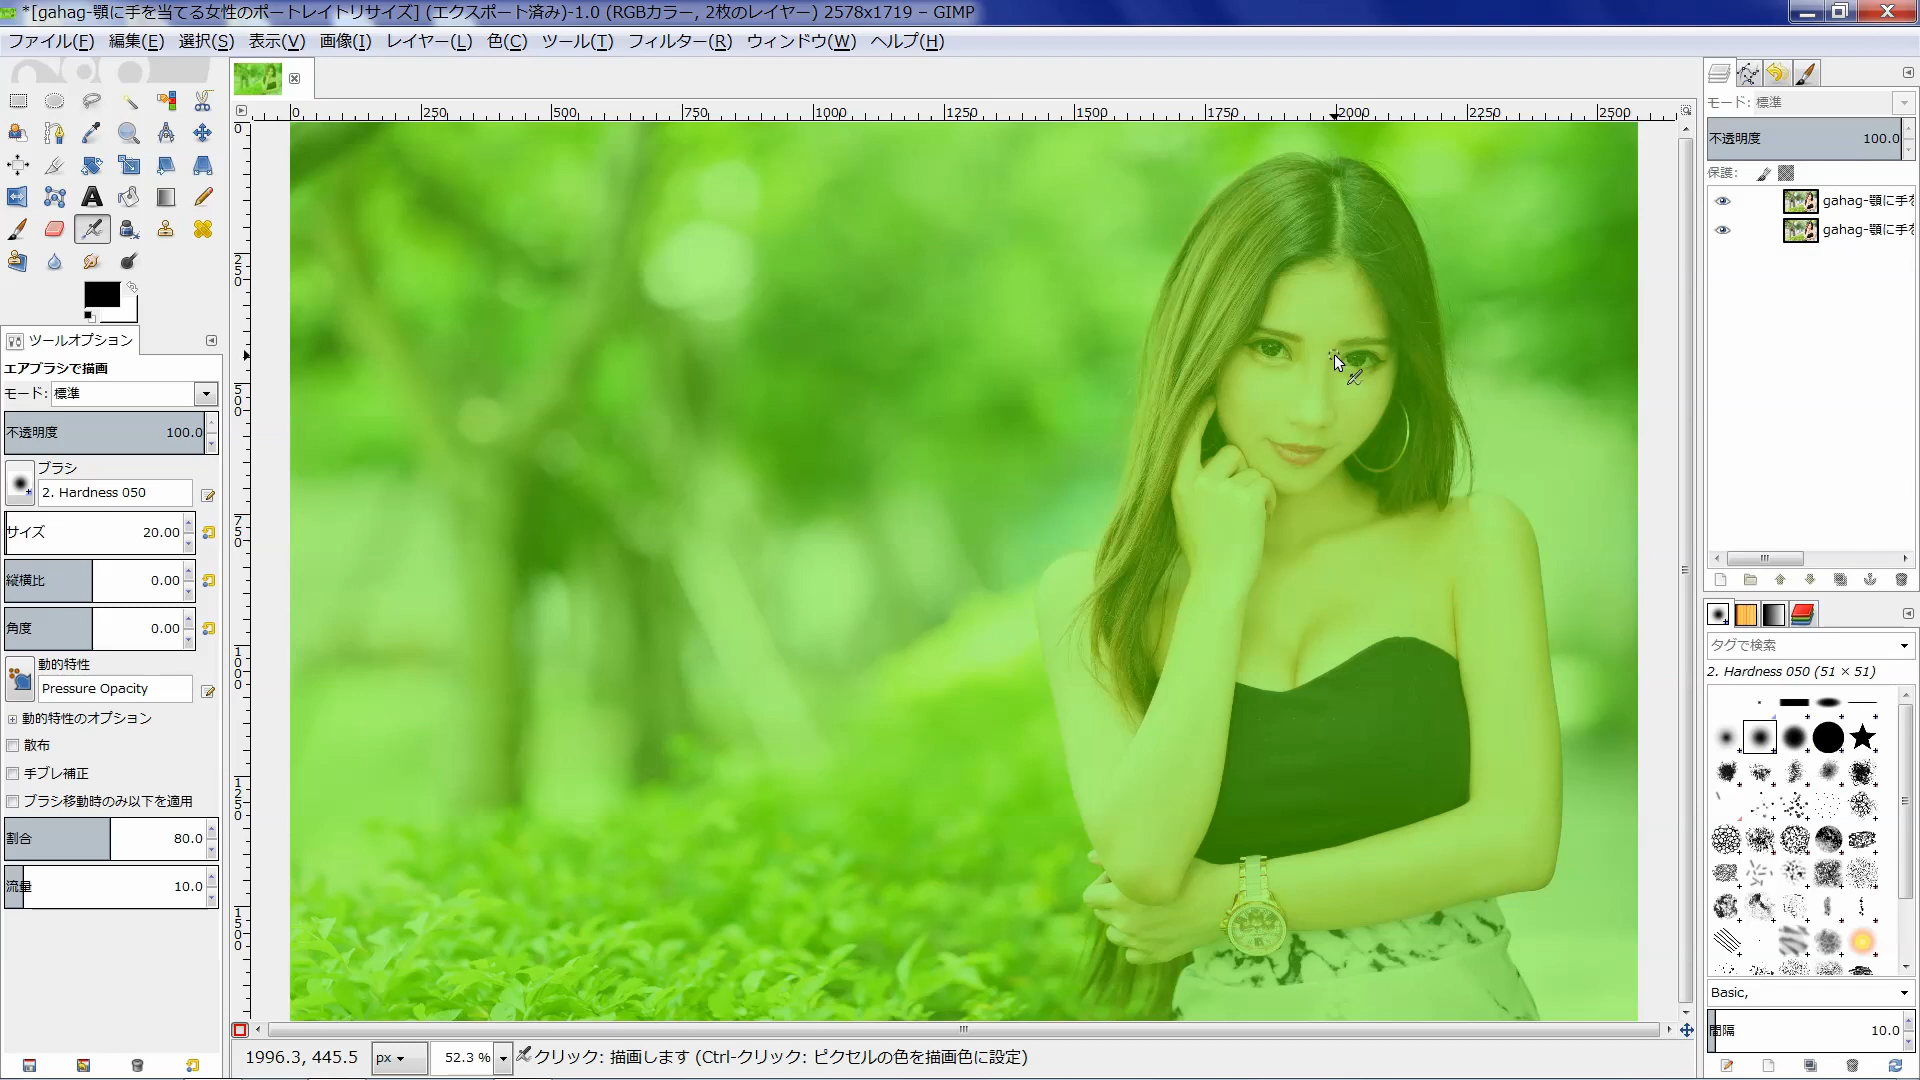 *[gahag-顎に手を当てる女性のポートレイトリサイズ] (エクスポート済み)-1.0 (RGBカラー, 2枚のレイヤー) 2578x1719 – GIMP
ファイル(F) 編集(E) 選択(S) 表示(V) 画像(I) レイヤー(L) 色(C) ツール(T) フィルター(R) ウィンドウ(W) ヘルプ(H)
0 250 500 750 1000 1250 1500 1750 2000 2250 2500
0
250
500
750
1000
1250
1500
ツールオプション
エアブラシで描画
モード: 標準
不透明度 100.0
ブラシ
2. Hardness 050
サイズ 20.00
縦横比 0.00
角度 0.00
動的特性
Pressure Opacity
動的特性のオプション
散布
手ブレ補正
ブラシ移動時のみ以下を適用
割合 80.0
流量 10.0
1996.3, 445.5 px 52.3 % クリック: 描画します (Ctrl-クリック: ピクセルの色を描画色に設定)
モード: 標準
不透明度 100.0
保護:
gahag-顎に手を
gahag-顎に手を
タグで検索
2. Hardness 050 (51 × 51)
Basic,
間隔 10.0